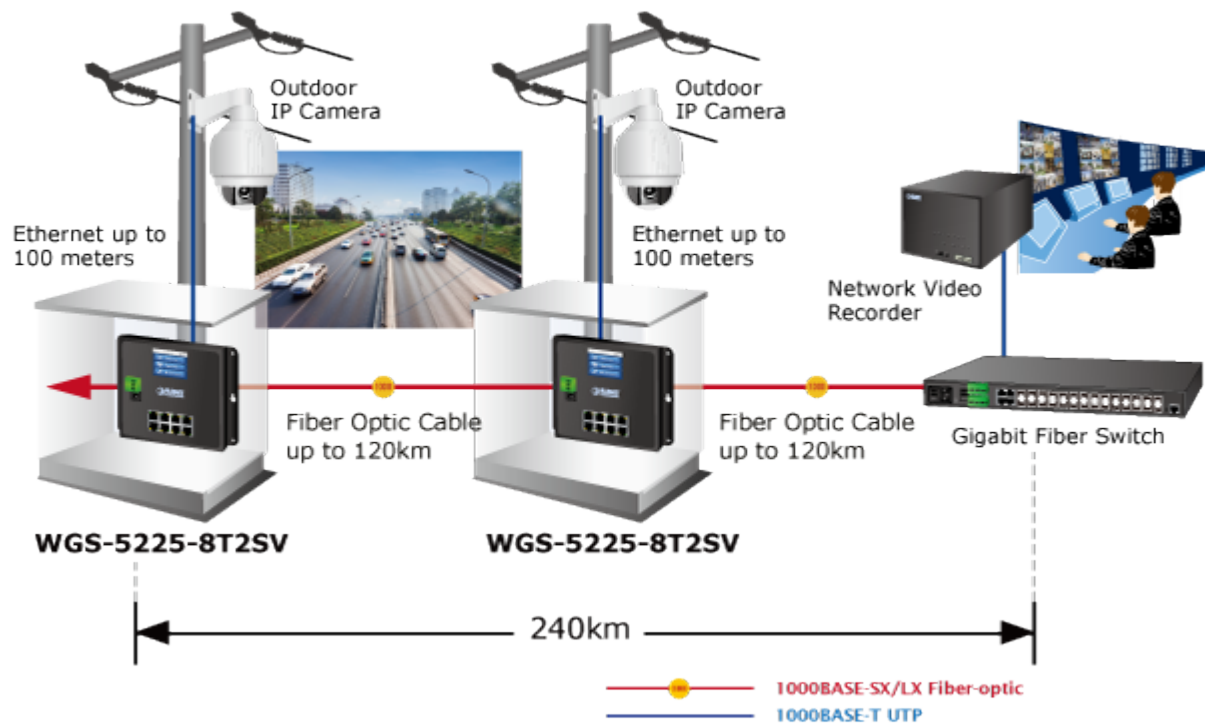 Outdoor
IP Camera
Outdoor
IP Camera
Ethernet up to
100 meters
Ethernet up to
100 meters
Network Video
Recorder
1000
1000
Fiber Optic Cable
up to 120km
Fiber Optic Cable
up to 120km
Gigabit Fiber Switch
WGS-5225-8T2SV
WGS-5225-8T2SV
240km
1000BASE-SX/LX Fiber-optic
1000BASE-T UTP